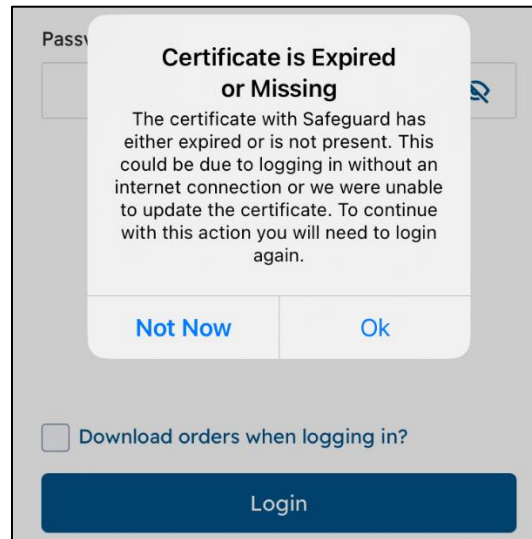 Certificate is Expired
or Missing
The certificate with Safeguard has
either expired or is not present. This
could be due to logging in without an
internet connection or we were unable
to update the certificate. To continue
with this action you will need to login
again.
Not Now
Ok
Download orders when logging in?
Login